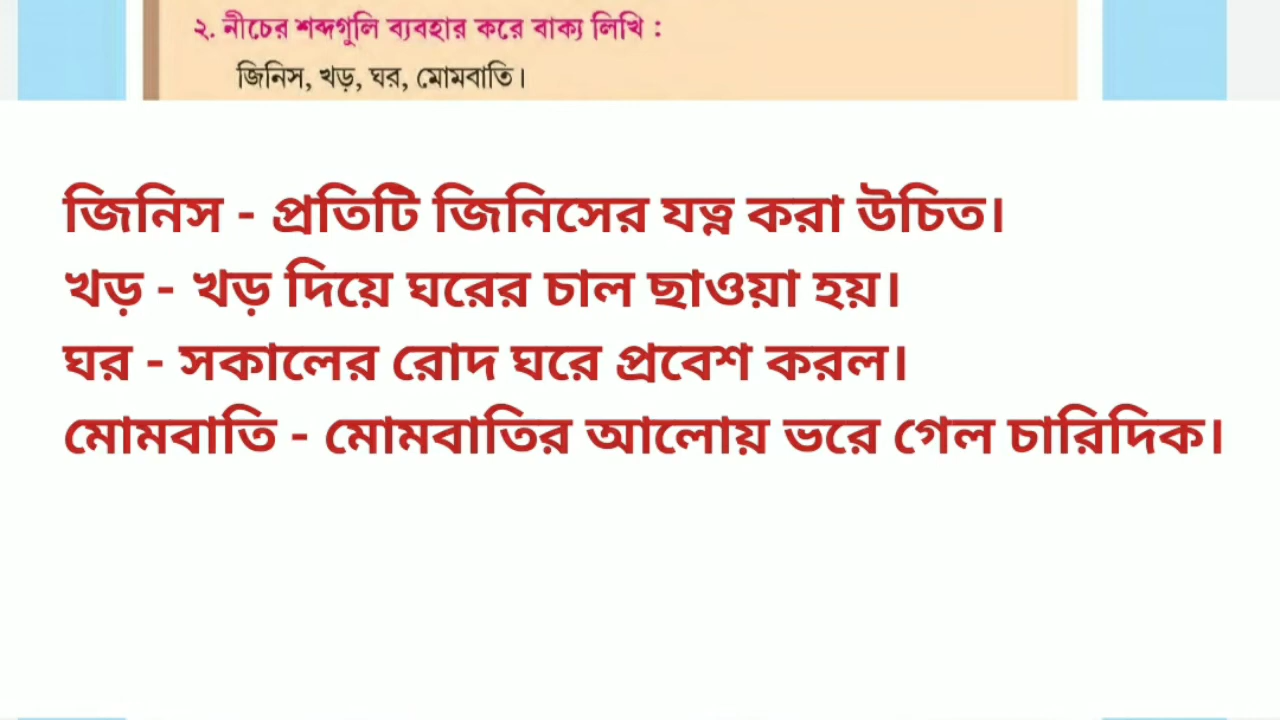 ২. নীচের শব্দগুলি ব্যবহার করে বাক্য লিখি :
জিনিস, খড়, ঘর, মোমবাতি।
জিনিস - প্রতিটি জিনিসের যত্ন করা উচিত।
খড় - খড় দিয়ে ঘরের চাল ছাওয়া হয়।
ঘর - সকালের রোদ ঘরে প্রবেশ করল।
মোমবাতি - মোমবাতির আলোয় ভরে গেল চারিদিক।